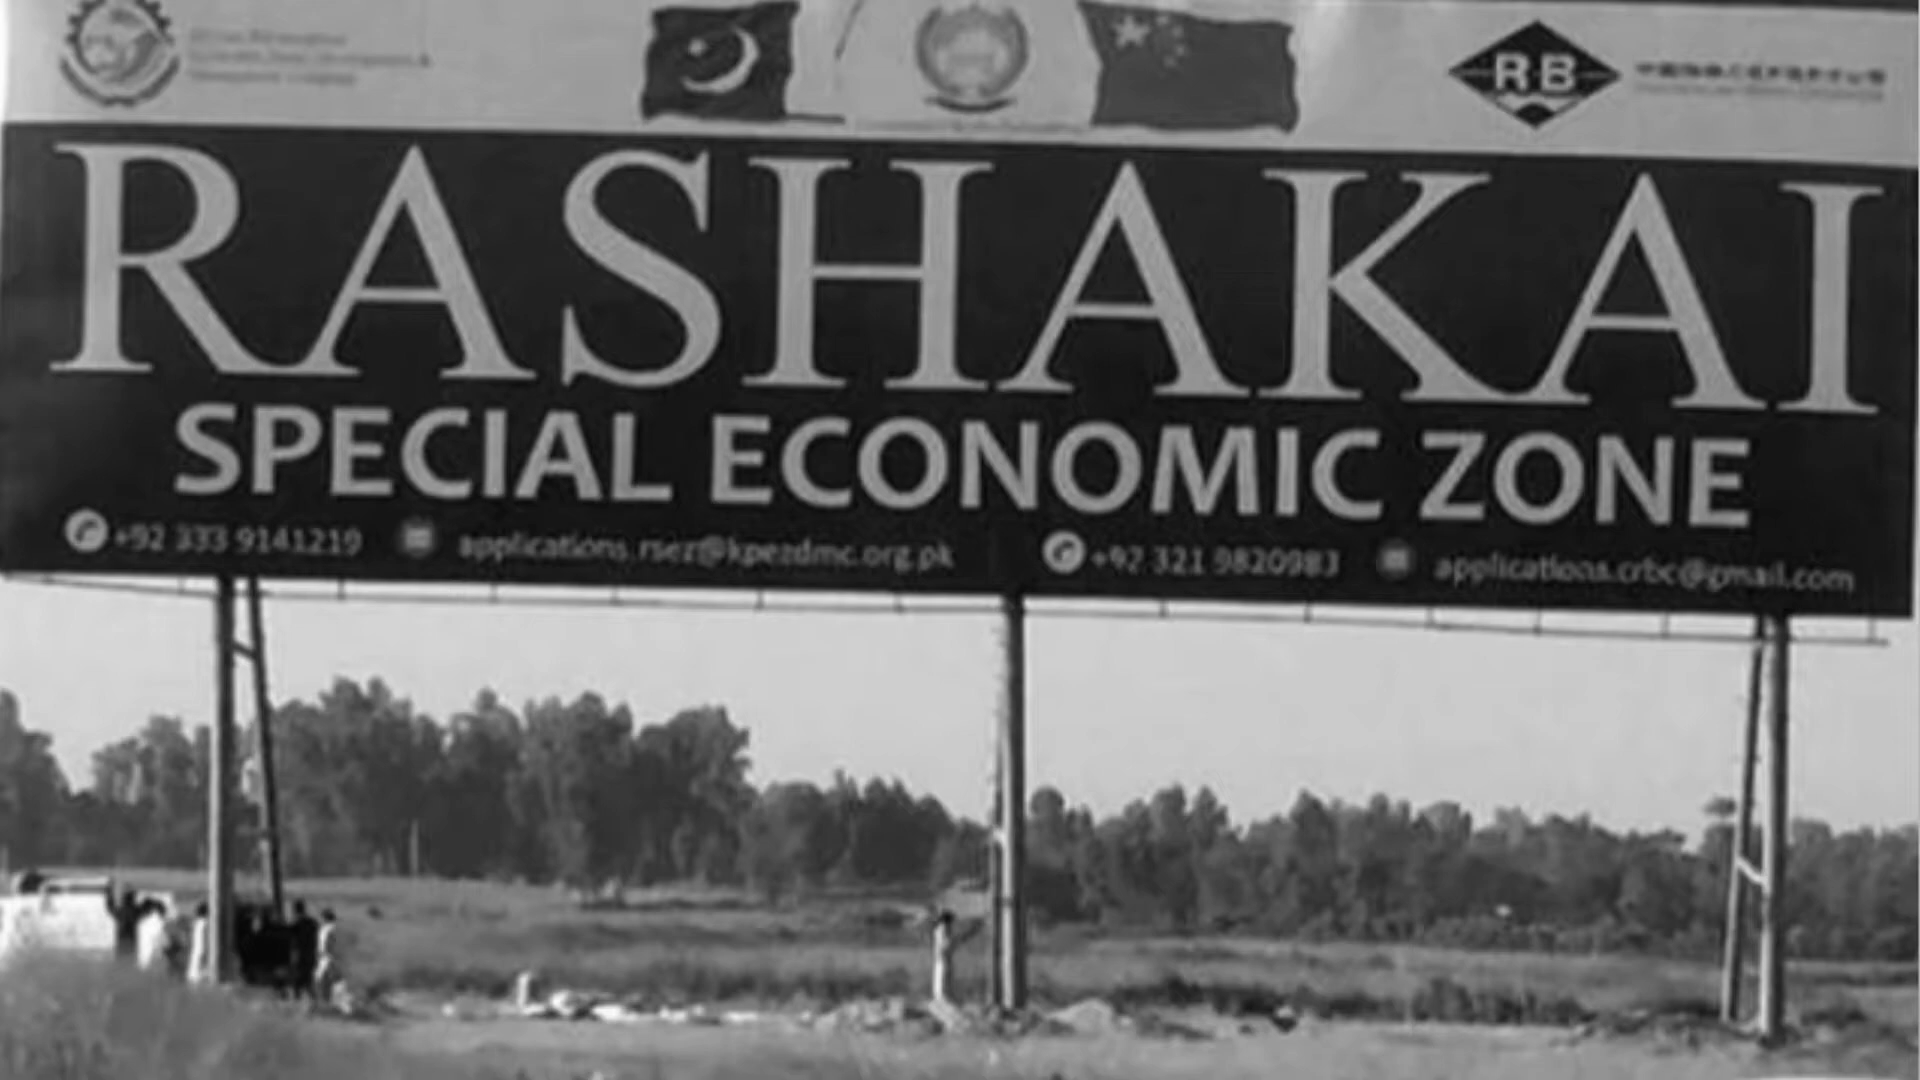 R B
RASHAKAI
SPECIAL ECONOMIC ZONE
+92 333 9141219 applications.rsez@kpezdmc.org.pk +92 321 9820983 applications.crbc@gmail.com